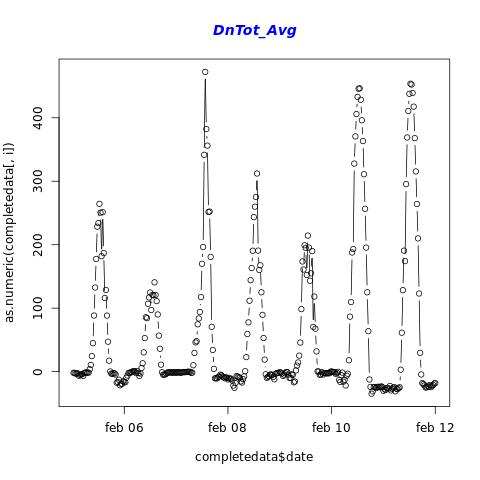 DnTot_Avg
as.numeric(completedata[, i])
400
300
200
100
0
feb 06
feb 08
feb 10
feb 12
completedata$date